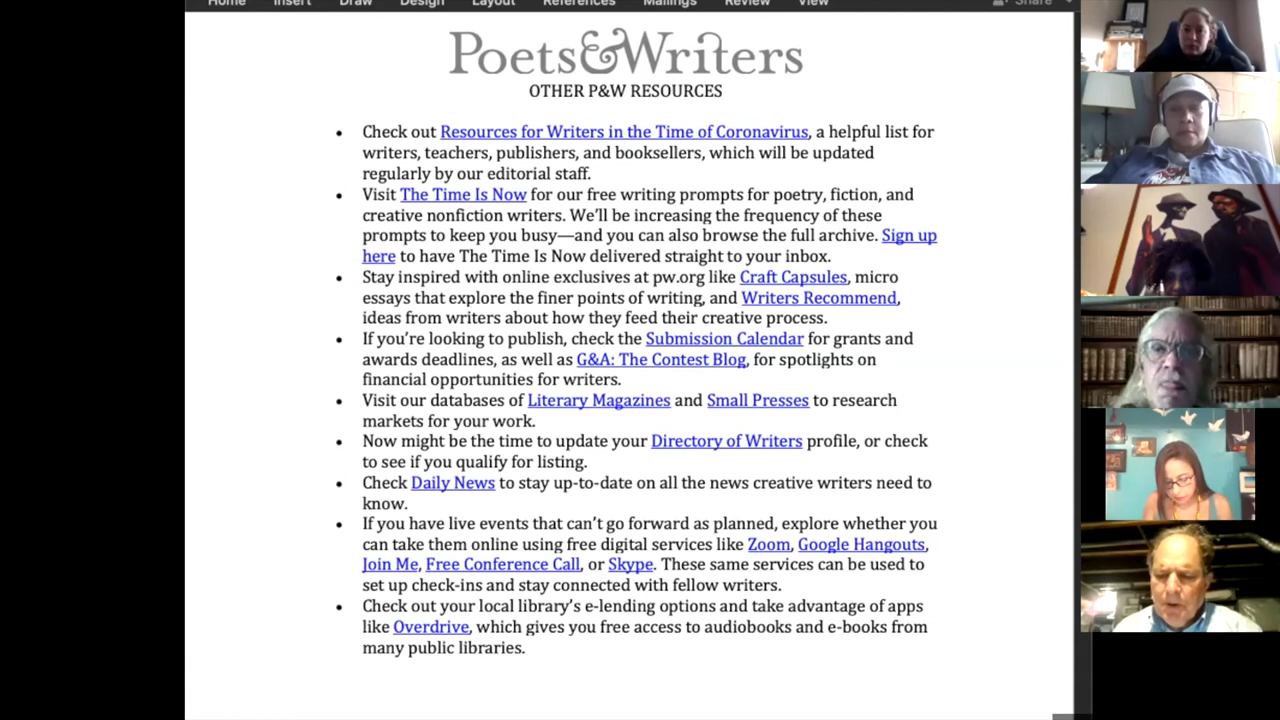 Home Insert Draw Design Layout References Mailings Review View Share
Poets&Writers
OTHER P&W RESOURCES
• Check out Resources for Writers in the Time of Coronavirus, a helpful list for
writers, teachers, publishers, and booksellers, which will be updated
regularly by our editorial staff.
• Visit The Time Is Now for our free writing prompts for poetry, fiction, and
creative nonfiction writers. We’ll be increasing the frequency of these
prompts to keep you busy—and you can also browse the full archive. Sign up
here to have The Time Is Now delivered straight to your inbox.
• Stay inspired with online exclusives at pw.org like Craft Capsules, micro
essays that explore the finer points of writing, and Writers Recommend,
ideas from writers about how they feed their creative process.
• If you’re looking to publish, check the Submission Calendar for grants and
awards deadlines, as well as G&A: The Contest Blog, for spotlights on
financial opportunities for writers.
• Visit our databases of Literary Magazines and Small Presses to research
markets for your work.
• Now might be the time to update your Directory of Writers profile, or check
to see if you qualify for listing.
• Check Daily News to stay up-to-date on all the news creative writers need to
know.
• If you have live events that can’t go forward as planned, explore whether you
can take them online using free digital services like Zoom, Google Hangouts,
Join Me, Free Conference Call, or Skype. These same services can be used to
set up check-ins and stay connected with fellow writers.
• Check out your local library’s e-lending options and take advantage of apps
like Overdrive, which gives you free access to audiobooks and e-books from
many public libraries.